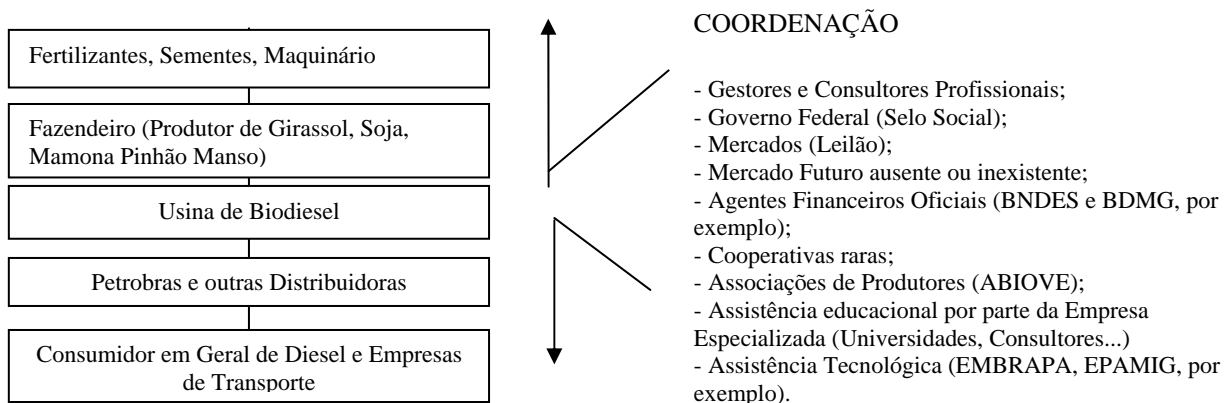 Fertilizantes, Sementes, Maquinário
Fazendeiro (Produtor de Girassol, Soja,
Mamona Pinhão Manso)
Usina de Biodiesel
Petrobras e outras Distribuidoras
Consumidor em Geral de Diesel e Empresas
de Transporte
COORDENAÇÃO
- Gestores e Consultores Profissionais;
- Governo Federal (Selo Social);
- Mercados (Leilão);
- Mercado Futuro ausente ou inexistente;
- Agentes Financeiros Oficiais (BNDES e BDMG, por
exemplo);
- Cooperativas raras;
- Associações de Produtores (ABIOVE);
- Assistência educacional por parte da Empresa
Especializada (Universidades, Consultores...)
- Assistência Tecnológica (EMBRAPA, EPAMIG, por
exemplo).